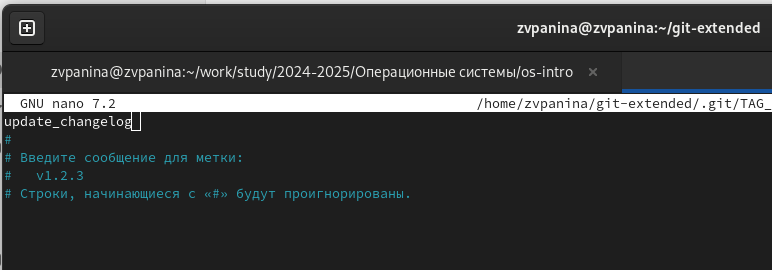 zvpanina@zvpanina:~/git-extended
zvpanina@zvpanina:~/work/study/2024-2025/Операционные системы/os-intro ×
GNU nano 7.2 /home/zvpanina/git-extended/.git/TAG_
update_changelog
#
# Введите сообщение для метки:
#   v1.2.3
# Строки, начинающиеся с «#» будут проигнорированы.